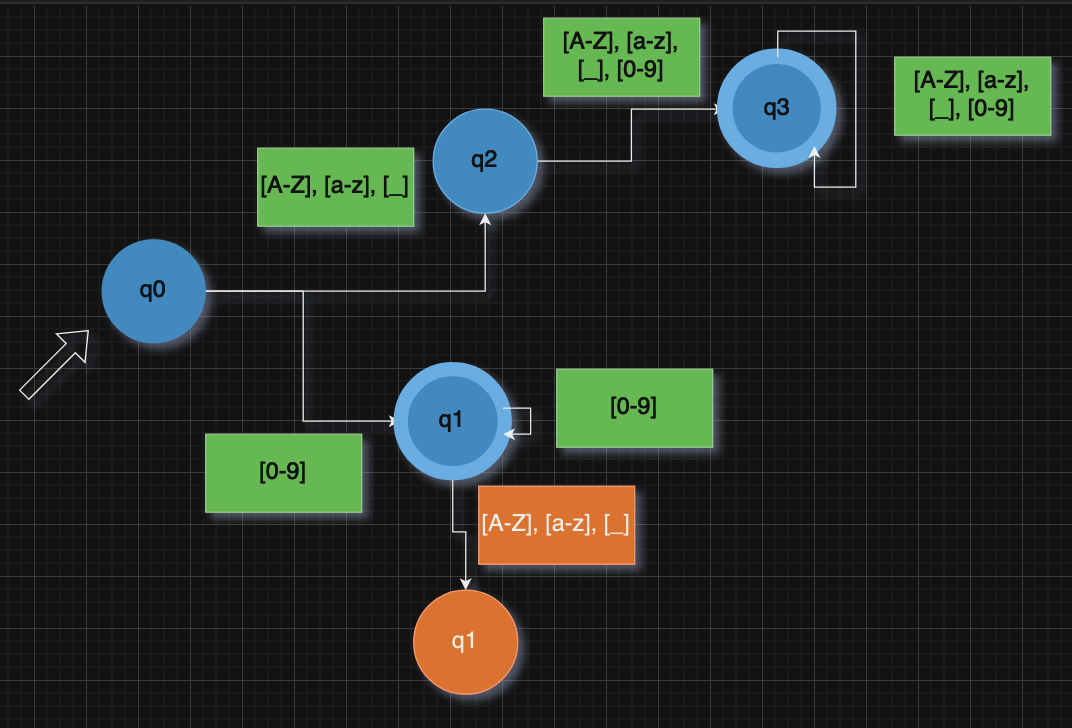 [A-Z], [a-z],
[_], [0-9]
q3
[A-Z], [a-z],
[_], [0-9]
q2
[A-Z], [a-z], [_]
q0
q1
[0-9]
[0-9]
[A-Z], [a-z], [_]
q1